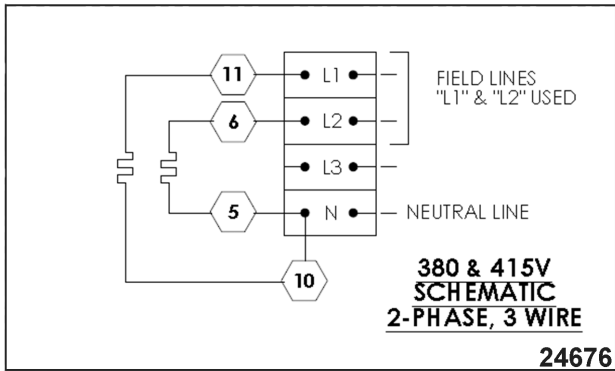 11 L1 FIELD LINES
"L1" & "L2" USED
6 L2
L3
5 N NEUTRAL LINE
10
380 & 415V
SCHEMATIC
2-PHASE, 3 WIRE
24676